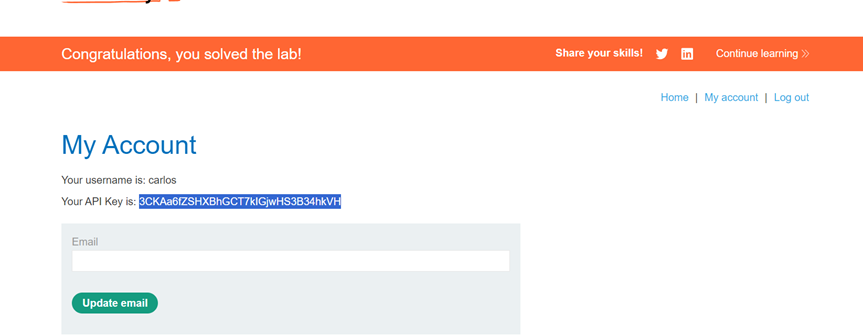 Congratulations, you solved the lab!
Share your skills!
Continue learning >>
Home | My account | Log out
My Account
Your username is: carlos
Your API Key is: 3CKAa6fZSHXBhGCT7kIGjwHS3B34hkVH
Email
Update email